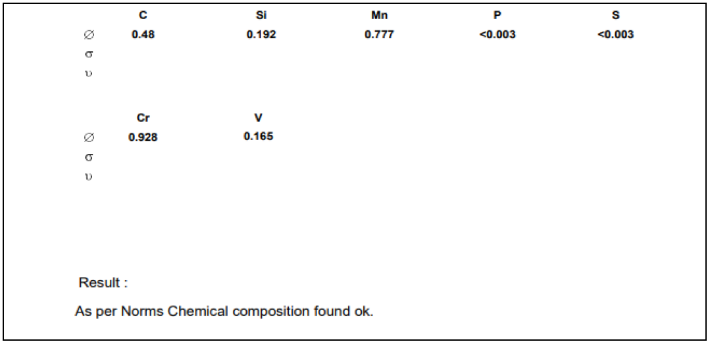 C Si Mn P S
∅ 0.48 0.192 0.777 <0.003 <0.003
σ
υ
Cr V
∅ 0.928 0.165
σ
υ
Result :
As per Norms Chemical composition found ok.